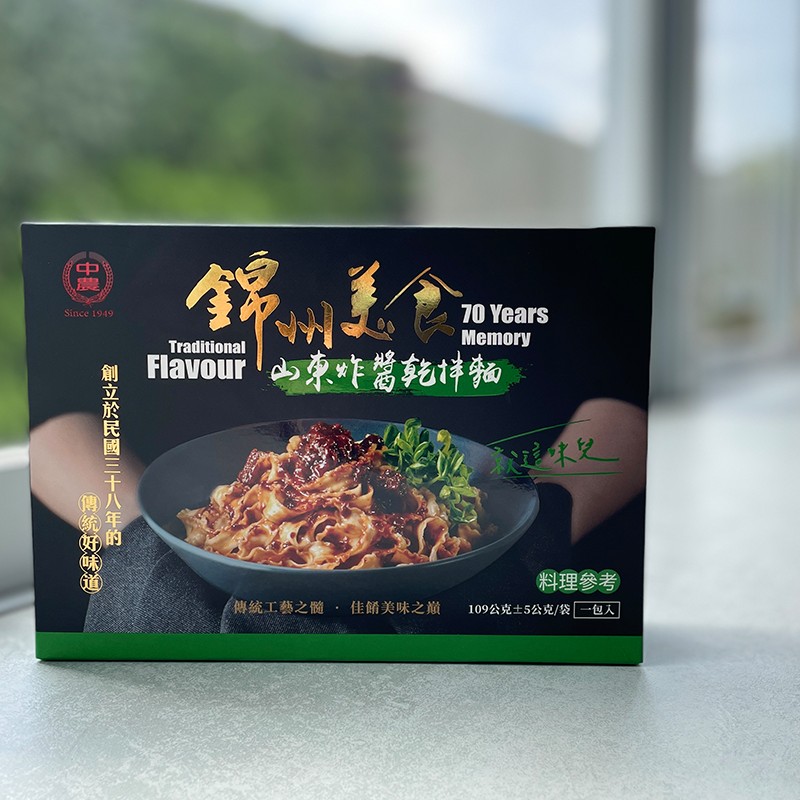 中農
Since 1949
錦州美食
70 Years
Memory
Traditional
Flavour
山東炸醬乾拌麵
創立於民國三十八年的
傳統好味道
就這味兒
料理參考
傳統工藝之髓 · 佳餚美味之巔
109公克±5公克/袋 一包入